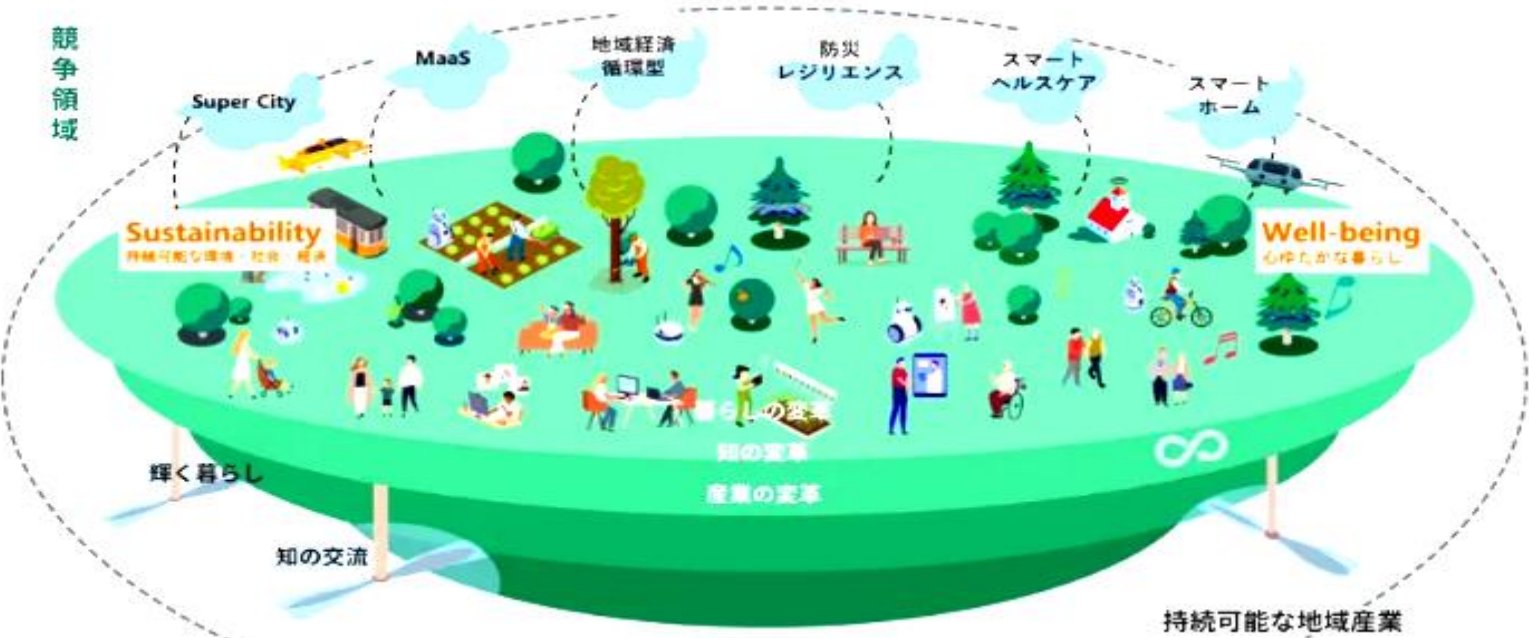 競争領域
Super City
MaaS
地域経済
循環型
防災
レジリエンス
スマート
ヘルスケア
スマート
ホーム
Sustainability
持続可能な環境・社会・経済
Well-being
心ゆたかな暮らし
暮らしの変革
知の変革
産業の変革
輝く暮らし
知の交流
持続可能な地域産業